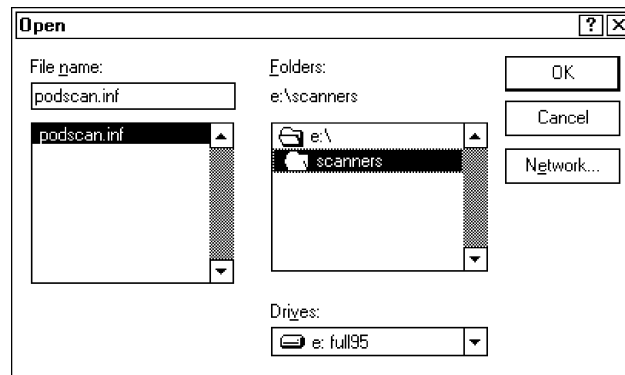 Open
File name:
podscan.inf
podscan.inf
Folders:
e:\scanners
e:\
scanners
Drives:
e: full95
OK
Cancel
Network...